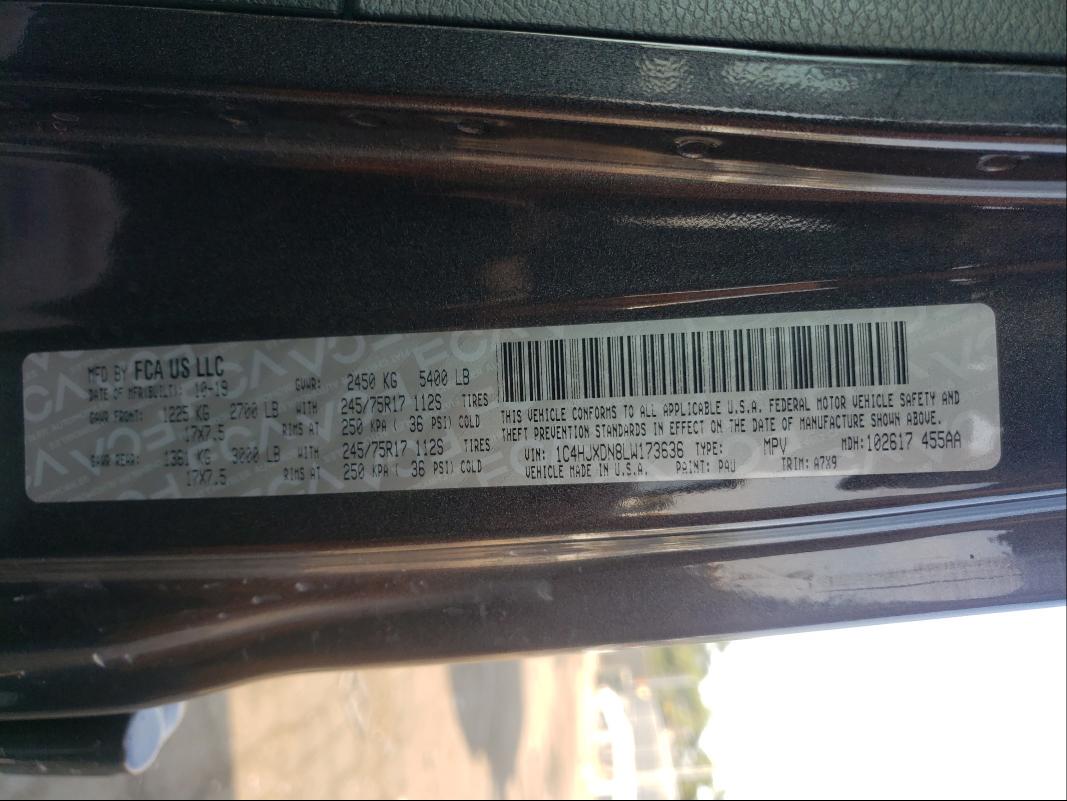 MFD BY FCA US LLC
DATE OF MFR(BUILT): 10-19
GVWR: 2450 KG 5400 LB
GAWR FRONT: 1225 KG 2700 LB WITH 245/75R17 112S TIRES
17X7.5 RIMS AT 250 KPA ( 36 PSI) COLD
GAWR REAR: 1361 KG 3000 LB WITH 245/75R17 112S TIRES
17X7.5 RIMS AT 250 KPA ( 36 PSI) COLD
THIS VEHICLE CONFORMS TO ALL APPLICABLE U.S.A. FEDERAL MOTOR VEHICLE SAFETY AND
THEFT PREVENTION STANDARDS IN EFFECT ON THE DATE OF MANUFACTURE SHOWN ABOVE.
VIN: 1C4HJXDN8LW173636 TYPE: MPV MDH: 102617 455AA
VEHICLE MADE IN U.S.A. PAINT: PAU TRIM: A7X9